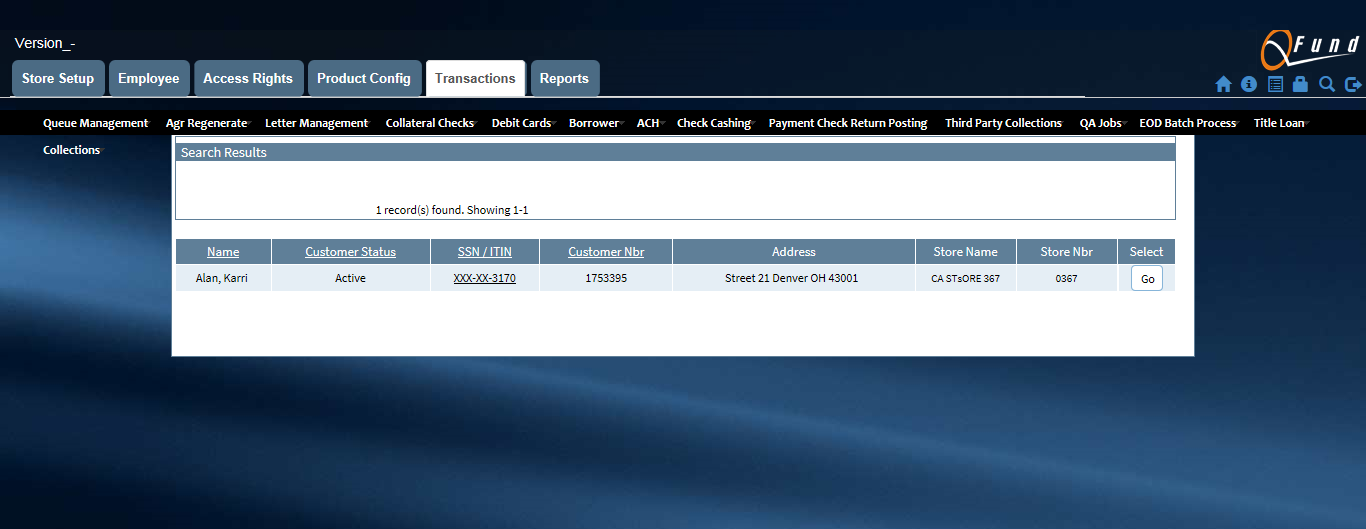 Version_-
Fund
Store Setup Employee Access Rights Product Config Transactions Reports
Queue Management Agr Regenerate Letter Management Collateral Checks Debit Cards Borrower ACH Check Cashing Payment Check Return Posting Third Party Collections QA Jobs EOD Batch Process Title Loan
Collections
Search Results
1 record(s) found. Showing 1-1
Name Customer Status SSN / ITIN Customer Nbr Address Store Name Store Nbr Select
Alan, Karri Active XXX-XX-3170 1753395 Street 21 Denver OH 43001 CA STsORE 367 0367 Go